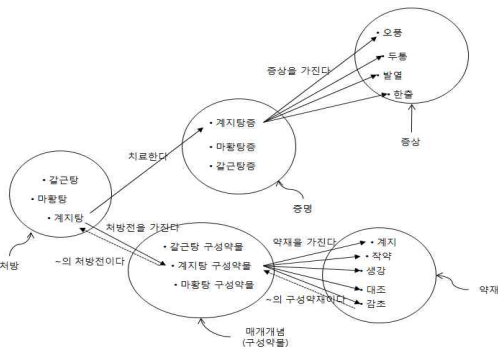 • 오풍
• 두통
• 발열
• 한출
증상을 가진다
증상
• 계지탕증
• 마황탕증
• 갈근탕증
치료한다
증명
• 갈근탕
• 마황탕
• 계지탕
처방
처방전을 가진다
~의 처방전이다
• 갈근탕 구성약물
• 계지탕 구성약물
• 마황탕 구성약물
매개개념
(구성약물)
약재를 가진다
~의 구성약재이다
• 계지
• 작약
• 생강
• 대조
• 감초
약재